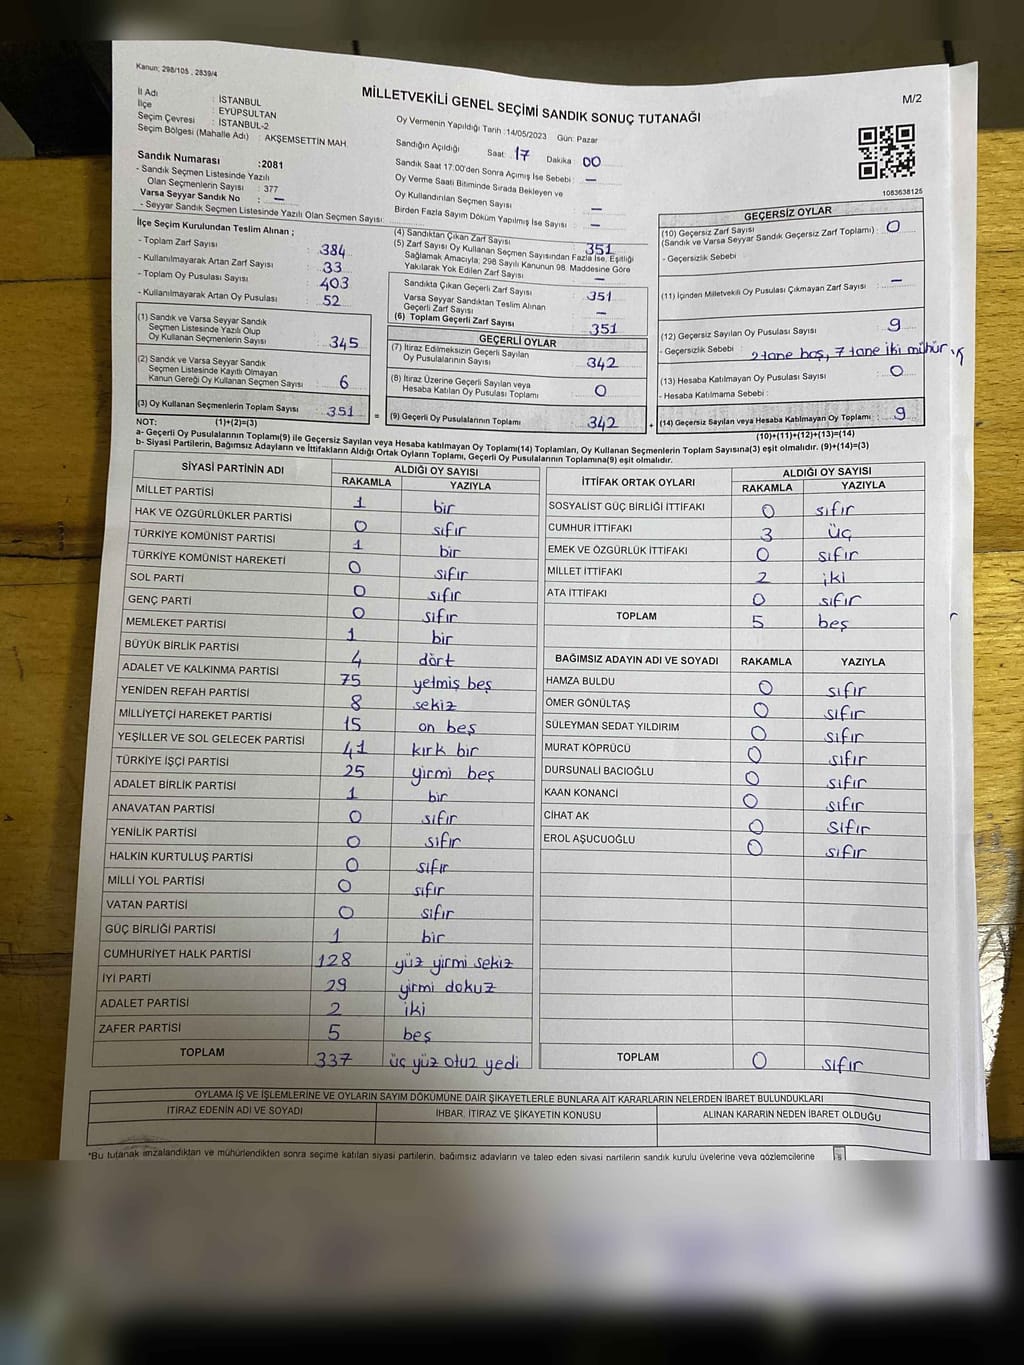 Kanun; 298/105 , 2839/4
MİLLETVEKİLİ GENEL SEÇİMİ SANDIK SONUÇ TUTANAĞI
M/2
İl Adı : İSTANBUL
İlçe : EYÜPSULTAN
Seçim Çevresi : İSTANBUL-2
Seçim Bölgesi (Mahalle Adı) : AKŞEMSETTİN MAH.
Sandık Numarası :2081
- Sandık Seçmen Listesinde Yazılı
Olan Seçmenlerin Sayısı : 377
Varsa Seyyar Sandık No : —
- Seyyar Sandık Seçmen Listesinde Yazılı Olan Seçmen Sayısı:
Oy Vermenin Yapıldığı Tarih :14/05/2023 Gün: Pazar
Sandığın Açıldığı Saat: 17 Dakika 00
Sandık Saat 17:00'den Sonra Açımış İse Sebebi : —
Oy Verme Saati Bitiminde Sırada Bekleyen ve
Oy Kullandırılan Seçmen Sayısı —
Birden Fazla Sayım Döküm Yapılmış İse Sayısı : —
1083638125
İlçe Seçim Kurulundan Teslim Alınan ;
- Toplam Zarf Sayısı : 384
- Kullanılmayarak Artan Zarf Sayısı : 33
- Toplam Oy Pusulası Sayısı : 403
- Kullanılmayarak Artan Oy Pusulası : 52
(1) Sandık ve Varsa Seyyar Sandık
Seçmen Listesinde Yazılı Olup
Oy Kullanan Seçmenlerin Sayısı : 345
(2) Sandık ve Varsa Seyyar Sandık
Seçmen Listesinde Kayıtlı Olmayan
Kanun Gereği Oy Kullanan Seçmen Sayısı : 6
(3) Oy Kullanan Seçmenlerin Toplam Sayısı : 351 =
(1)+(2)=(3)
(4) Sandıktan Çıkan Zarf Sayısı : 351
(5) Zarf Sayısı Oy Kullanan Seçmen Sayısından Fazla İse, Eşitliği
Sağlamak Amacıyla; 298 Sayılı Kanunun 98. Maddesine Göre
Yakılarak Yok Edilen Zarf Sayısı : —
Sandıkta Çıkan Geçerli Zarf Sayısı : 351
Varsa Seyyar Sandıktan Teslim Alınan
Geçerli Zarf Sayısı : —
(6) Toplam Geçerli Zarf Sayısı : 351
GEÇERLİ OYLAR
(7) İtiraz Edilmeksizin Geçerli Sayılan
Oy Pusulalarının Sayısı : 342
(8) İtiraz Üzerine Geçerli Sayılan veya
Hesaba Katılan Oy Pusulası Toplamı : 0
(9) Geçerli Oy Pusulalarının Toplamı : 342 +
GEÇERSİZ OYLAR
(10) Geçersiz Zarf Sayısı
(Sandık ve Varsa Seyyar Sandık Geçersiz Zarf Toplamı) : 0
- Geçersizlik Sebebi
(11) İçinden Milletvekili Oy Pusulası Çıkmayan Zarf Sayısı : —
(12) Geçersiz Sayılan Oy Pusulası Sayısı : 9
- Geçersizlik Sebebi : 2 tane boş, 7 tane iki mühür
(13) Hesaba Katılmayan Oy Pusulası Sayısı : 0
- Hesaba Katılmama Sebebi :
(14) Geçersiz Sayılan veya Hesaba Katılmayan Oy Toplamı : 9
(10)+(11)+(12)+(13)=(14)
NOT:
a- Geçerli Oy Pusulalarının Toplamı(9) ile Geçersiz Sayılan veya Hesaba katılmayan Oy Toplamı(14) Toplamları, Oy Kullanan Seçmenlerin Toplam Sayısına(3) eşit olmalıdır. (9)+(14)=(3)
b- Siyasi Partilerin, Bağımsız Adayların ve İttifakların Aldığı Ortak Oyların Toplamı, Geçerli Oy Pusulalarının Toplamına(9) eşit olmalıdır.
SİYASİ PARTİNİN ADI ALDIĞI OY SAYISI
RAKAMLA YAZIYLA
MİLLET PARTİSİ 1 bir
HAK VE ÖZGÜRLÜKLER PARTİSİ 0 sıfır
TÜRKİYE KOMÜNİST PARTİSİ 1 bir
TÜRKİYE KOMÜNİST HAREKETİ 0 sıfır
SOL PARTİ 0 sıfır
GENÇ PARTİ 0 sıfır
MEMLEKET PARTİSİ 1 bir
BÜYÜK BİRLİK PARTİSİ 4 dört
ADALET VE KALKINMA PARTİSİ 75 yetmiş beş
YENİDEN REFAH PARTİSİ 8 sekiz
MİLLİYETÇİ HAREKET PARTİSİ 15 on beş
YEŞİLLER VE SOL GELECEK PARTİSİ 41 kırk bir
TÜRKİYE İŞÇİ PARTİSİ 25 yirmi beş
ADALET BİRLİK PARTİSİ 1 bir
ANAVATAN PARTİSİ 0 sıfır
YENİLİK PARTİSİ 0 sıfır
HALKIN KURTULUŞ PARTİSİ 0 sıfır
MİLLİ YOL PARTİSİ 0 sıfır
VATAN PARTİSİ 0 sıfır
GÜÇ BİRLİĞİ PARTİSİ 1 bir
CUMHURİYET HALK PARTİSİ 128 yüz yirmi sekiz
İYİ PARTİ 29 yirmi dokuz
ADALET PARTİSİ 2 iki
ZAFER PARTİSİ 5 beş
TOPLAM 337 üç yüz otuz yedi
İTTİFAK ORTAK OYLARI ALDIĞI OY SAYISI
RAKAMLA YAZIYLA
SOSYALİST GÜÇ BİRLİĞİ İTTİFAKI 0 sıfır
CUMHUR İTTİFAKI 3 üç
EMEK VE ÖZGÜRLÜK İTTİFAKI 0 sıfır
MİLLET İTTİFAKI 2 iki
ATA İTTİFAKI 0 sıfır
TOPLAM 5 beş
BAĞIMSIZ ADAYIN ADI VE SOYADI RAKAMLA YAZIYLA
HAMZA BULDU 0 sıfır
ÖMER GÖNÜLTAŞ 0 sıfır
SÜLEYMAN SEDAT YILDIRIM 0 sıfır
MURAT KÖPRÜCÜ 0 sıfır
DURSUNALİ BACIOĞLU 0 sıfır
KAAN KONANCİ 0 sıfır
CİHAT AK 0 sıfır
EROL AŞUCUOĞLU 0 sıfır
TOPLAM 0 sıfır
OYLAMA İŞ VE İŞLEMLERİNE VE OYLARIN SAYIM DÖKÜMÜNE DAİR ŞİKAYETLERLE BUNLARA AİT KARARLARIN NELERDEN İBARET BULUNDUKLARI
İTİRAZ EDENİN ADI VE SOYADI İHBAR, İTİRAZ VE ŞİKAYETİN KONUSU ALINAN KARARIN NEDEN İBARET OLDUĞU
*Bu tutanak imzalandıktan ve mühürlendikten sonra seçime katılan siyasi partilerin, bağımsız adayların ve talep eden siyasi partilerin sandık kurulu üyelerine veya gözlemcilerine